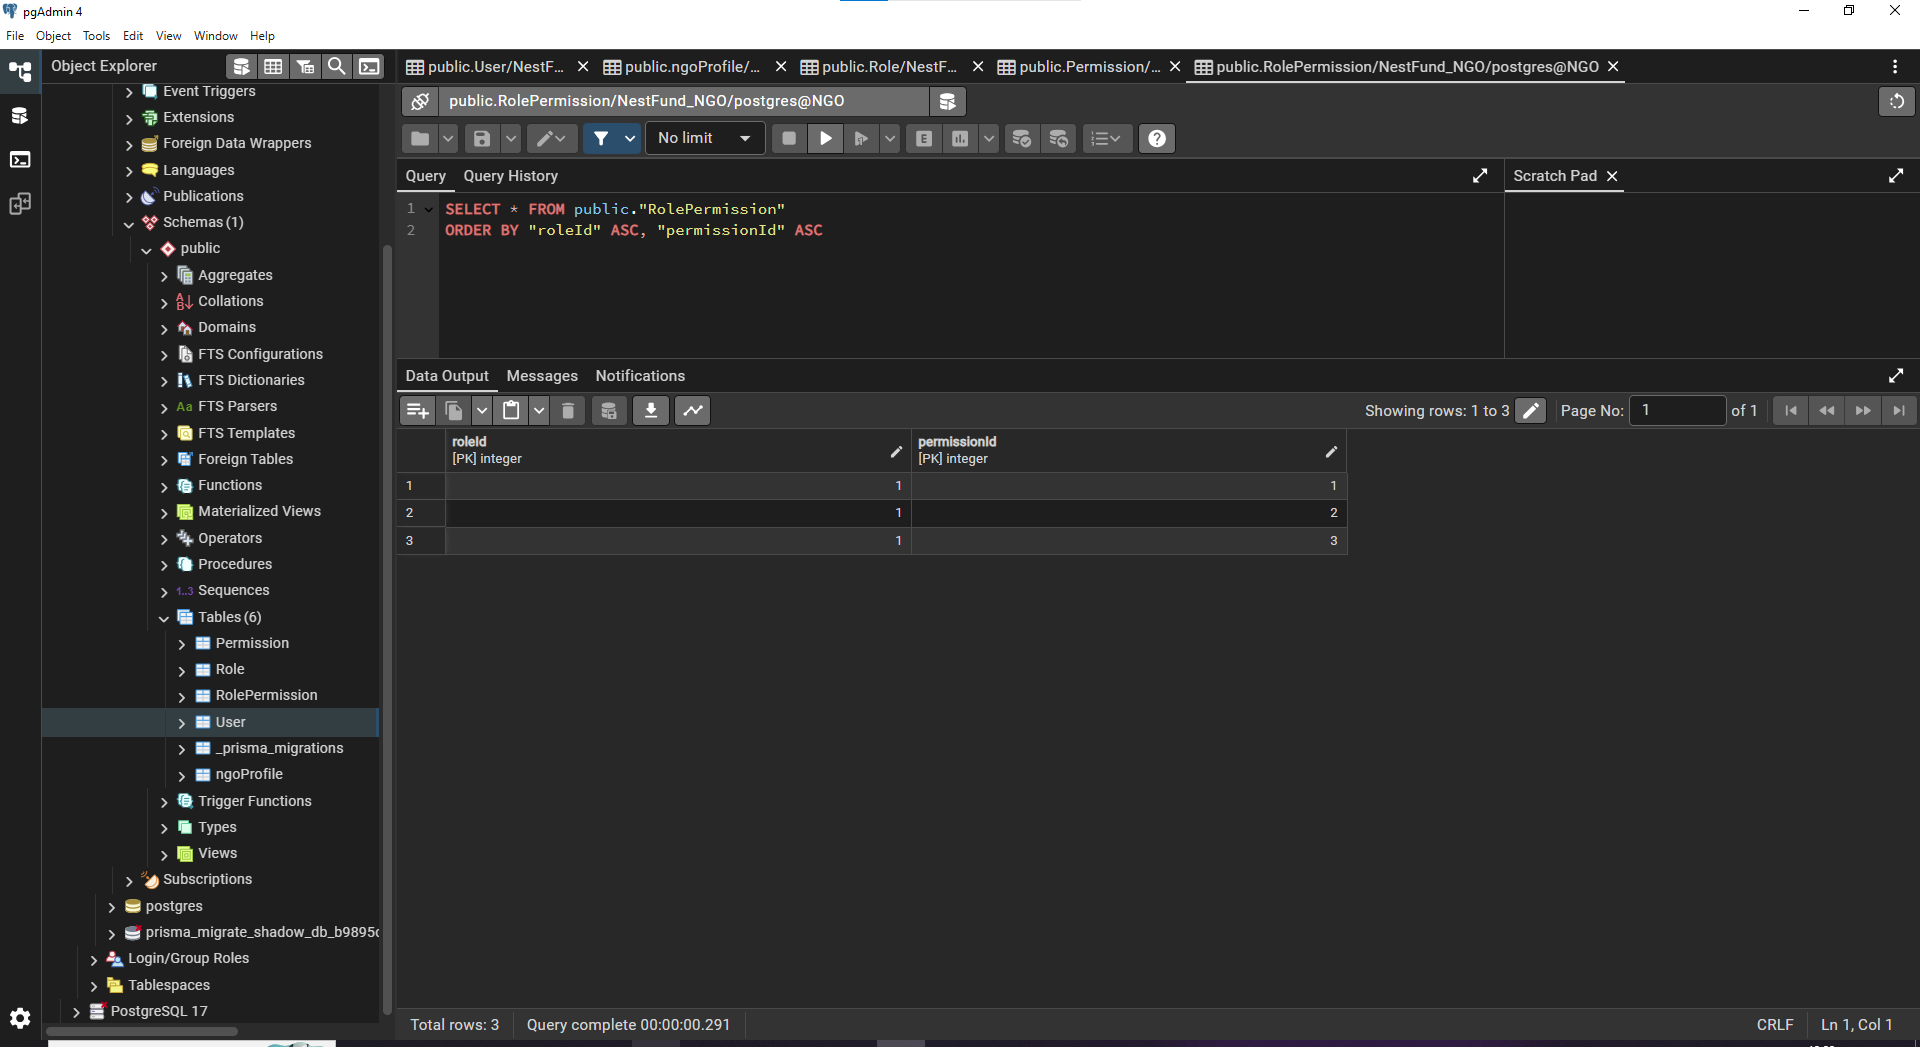 pgAdmin 4
File Object Tools Edit View Window Help
Object Explorer
Event Triggers
Extensions
Foreign Data Wrappers
Languages
Publications
Schemas (1)
public
Aggregates
Collations
Domains
FTS Configurations
FTS Dictionaries
Aa FTS Parsers
FTS Templates
Foreign Tables
Functions
Materialized Views
Operators
Procedures
1..3 Sequences
Tables (6)
Permission
Role
RolePermission
User
_prisma_migrations
ngoProfile
Trigger Functions
Types
Views
Subscriptions
postgres
prisma_migrate_shadow_db_b9895c
Login/Group Roles
Tablespaces
PostgreSQL 17
public.User/NestF... public.ngoProfile/... public.Role/NestF... public.Permission/... public.RolePermission/NestFund_NGO/postgres@NGO
public.RolePermission/NestFund_NGO/postgres@NGO
No limit
E
Query Query History
Scratch Pad
1 SELECT * FROM public."RolePermission"
2 ORDER BY "roleId" ASC, "permissionId" ASC
Data Output Messages Notifications
Showing rows: 1 to 3 Page No: 1 of 1
roleId permissionId
[PK] integer [PK] integer
1 1 1
2 1 2
3 1 3
Total rows: 3 Query complete 00:00:00.291 CRLF Ln 1, Col 1